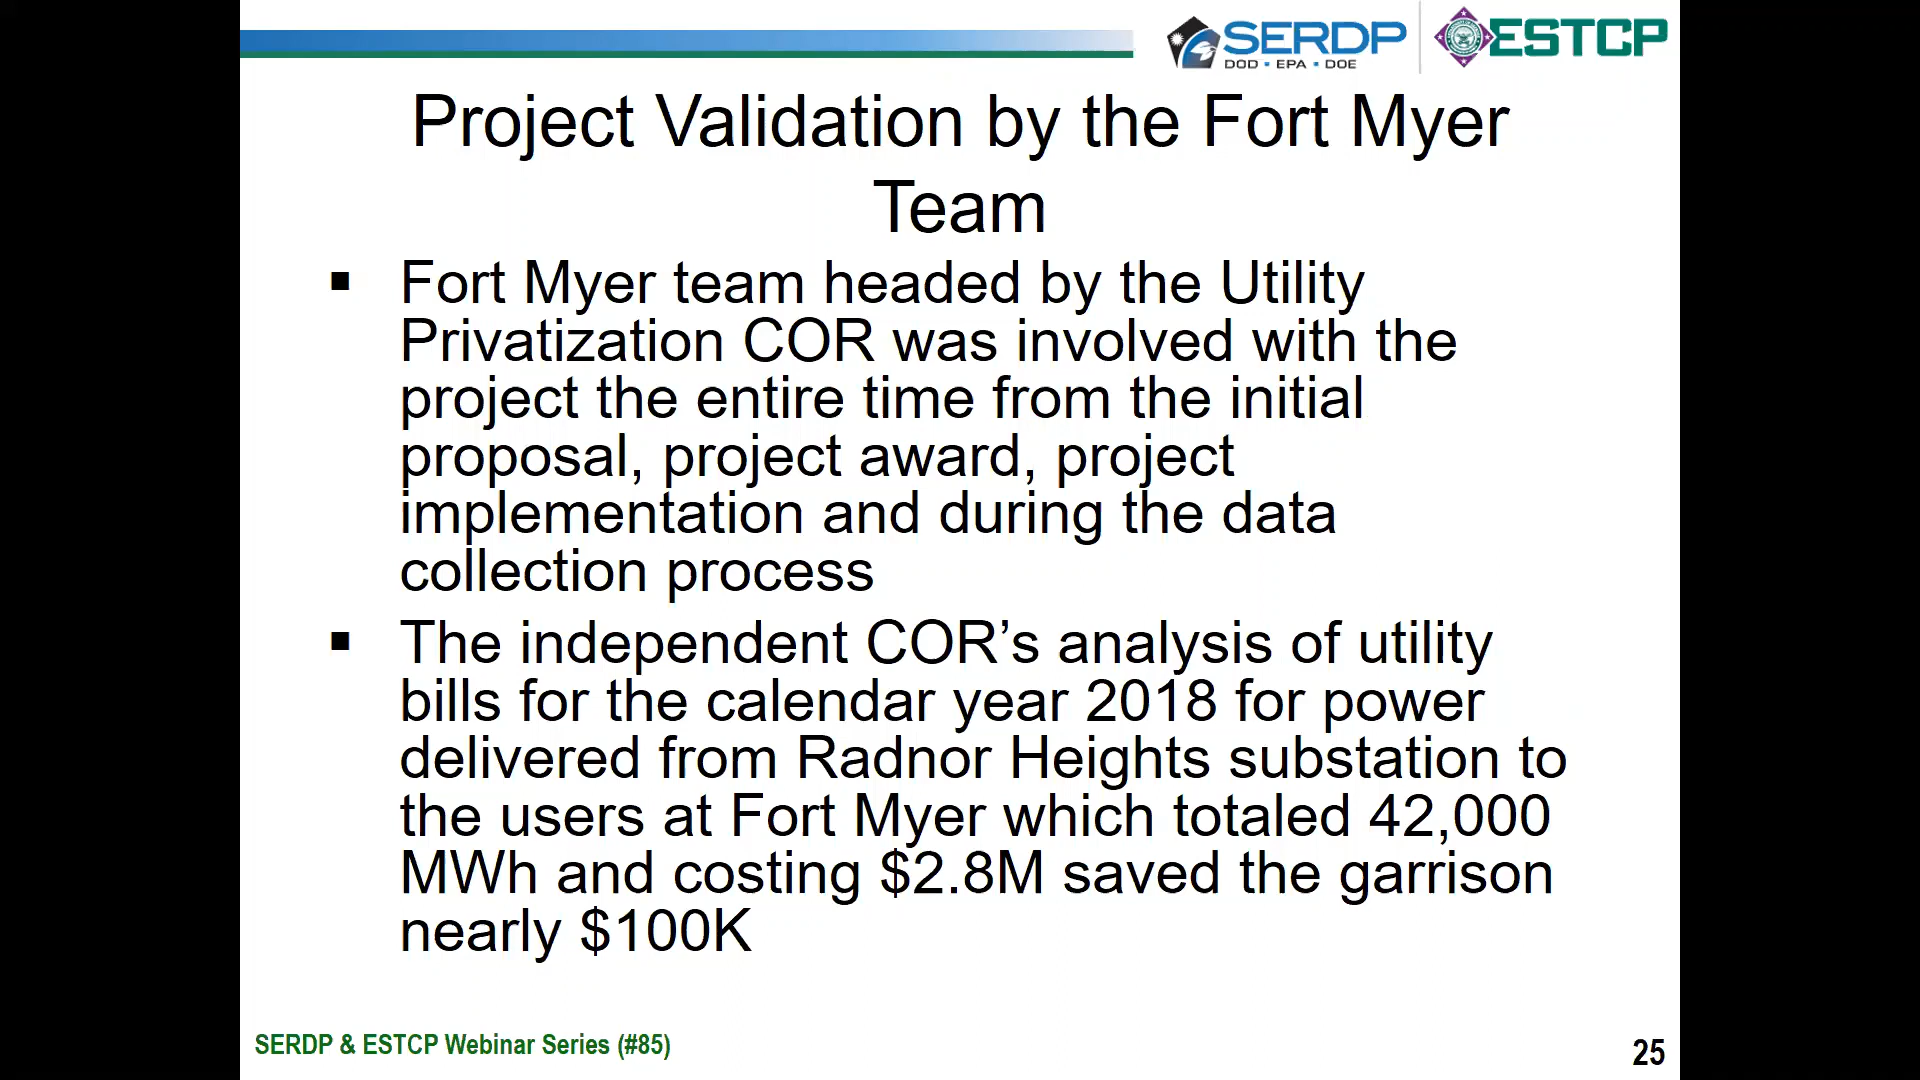 SERDP
DOD ▪ EPA ▪ DOE
ESTCP
Project Validation by the Fort Myer
Team
▪ Fort Myer team headed by the Utility
Privatization COR was involved with the
project the entire time from the initial
proposal, project award, project
implementation and during the data
collection process
▪ The independent COR’s analysis of utility
bills for the calendar year 2018 for power
delivered from Radnor Heights substation to
the users at Fort Myer which totaled 42,000
MWh and costing $2.8M saved the garrison
nearly $100K
SERDP & ESTCP Webinar Series (#85)
25